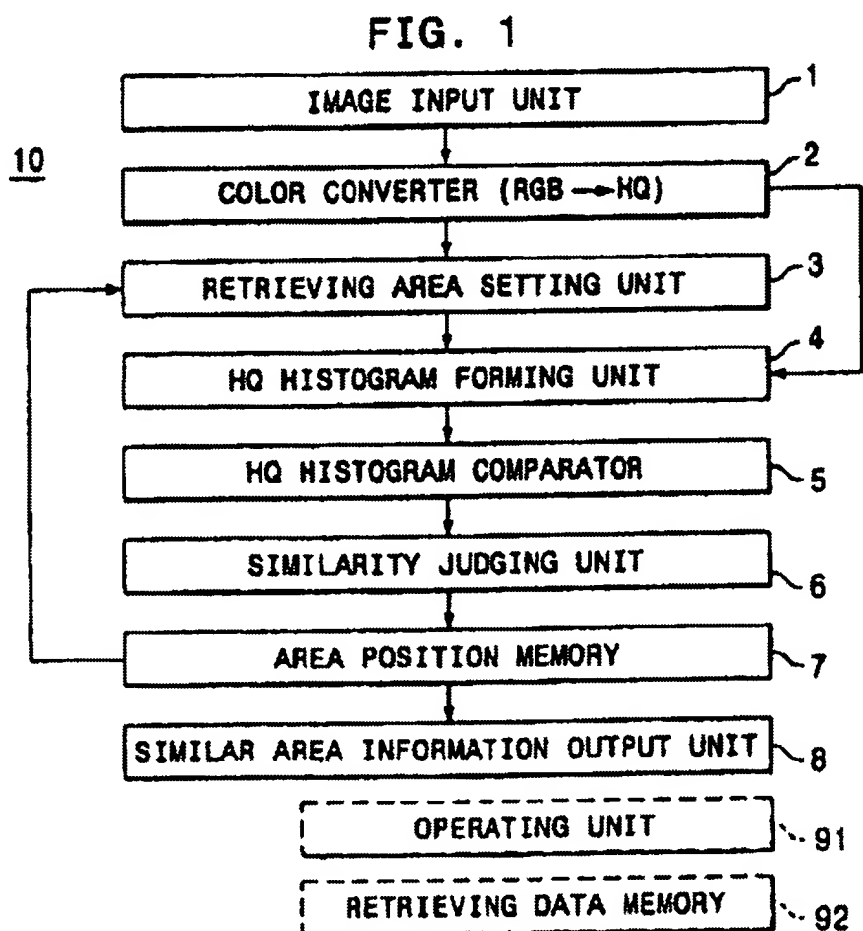 FIG. 1
10
IMAGE INPUT UNIT 1
COLOR CONVERTER (RGB→HQ) 2
RETRIEVING AREA SETTING UNIT 3
HQ HISTOGRAM FORMING UNIT 4
HQ HISTOGRAM COMPARATOR 5
SIMILARITY JUDGING UNIT 6
AREA POSITION MEMORY 7
SIMILAR AREA INFORMATION OUTPUT UNIT 8
OPERATING UNIT 91
RETRIEVING DATA MEMORY 92